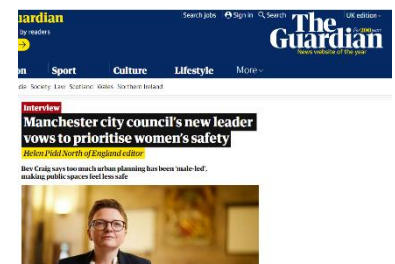 ardian
by readers
Search jobs
Sign in
Search
The
Guardian
News website of the year
UK edition
on Sport Culture Lifestyle More
dia Society Law Scotland Wales Northern Ireland
Interview
Manchester city council's new leader
vows to prioritise women's safety
Helen Pidd North of England editor
Bev Craig says too much urban planning has been 'male-led',
making public spaces feel less safe